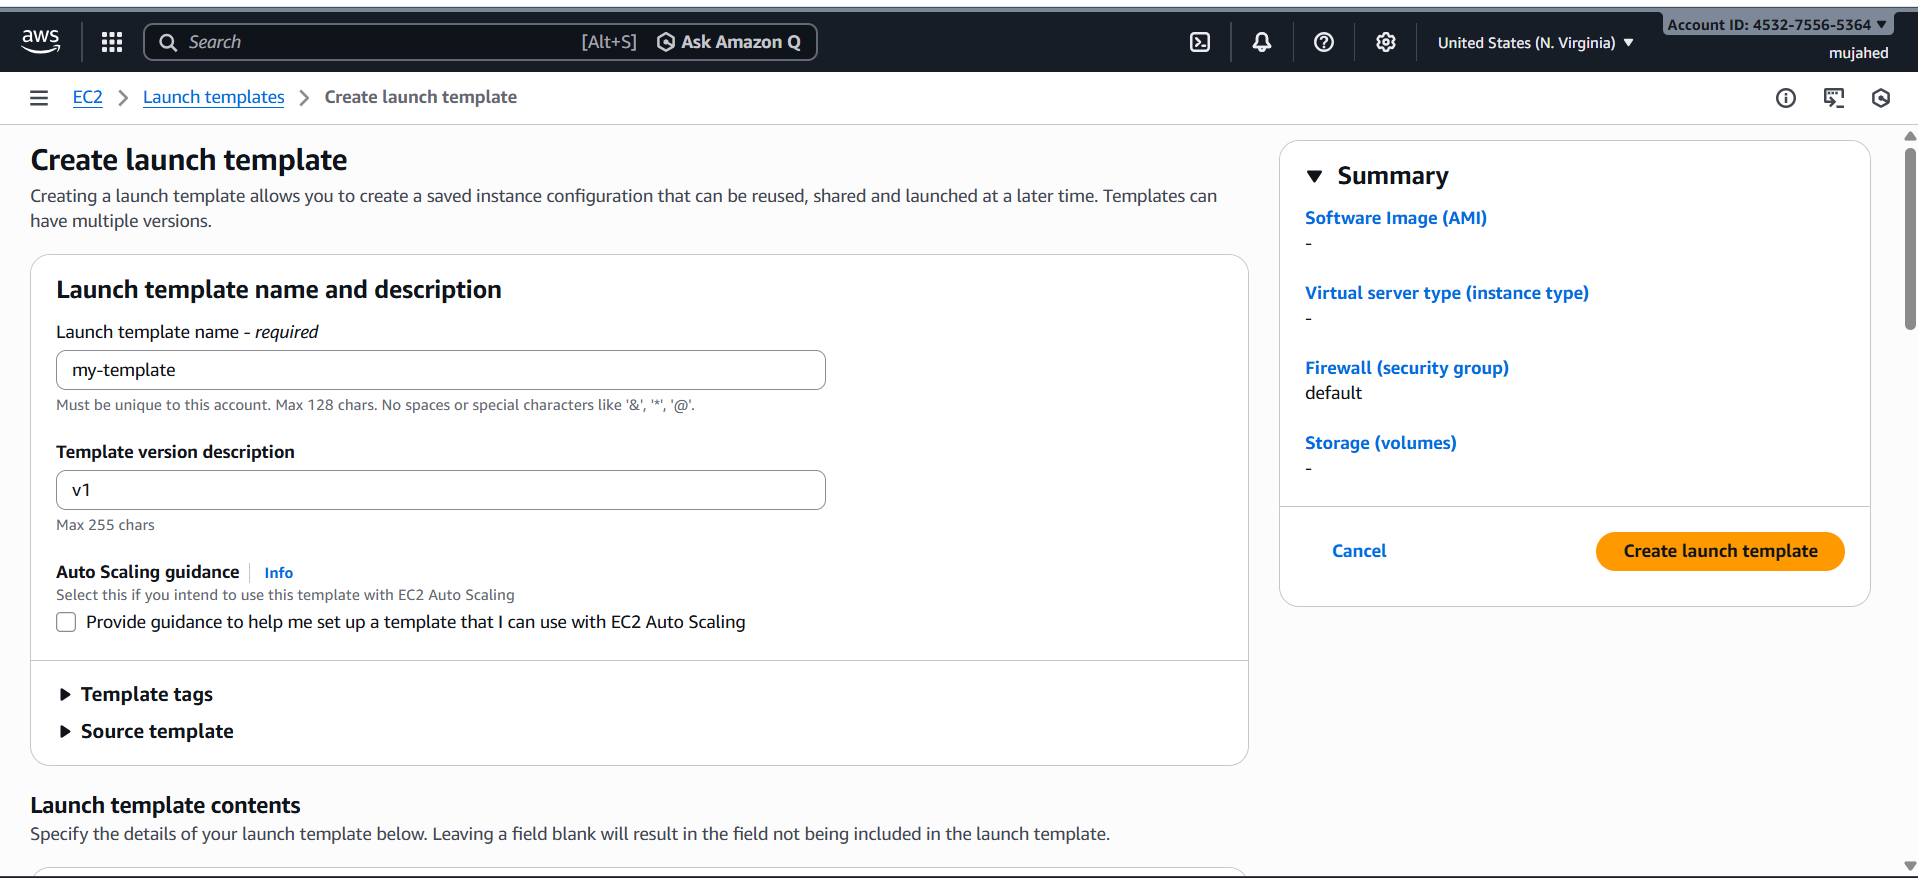 aws
Search [Alt+S] Ask Amazon Q
United States (N. Virginia)
Account ID: 4532-7556-5364
mujahed
EC2 Launch templates Create launch template
Create launch template
Creating a launch template allows you to create a saved instance configuration that can be reused, shared and launched at a later time. Templates can
have multiple versions.
Launch template name and description
Launch template name - required
my-template
Must be unique to this account. Max 128 chars. No spaces or special characters like '&', '*', '@'.
Template version description
v1
Max 255 chars
Auto Scaling guidance Info
Select this if you intend to use this template with EC2 Auto Scaling
Provide guidance to help me set up a template that I can use with EC2 Auto Scaling
Template tags
Source template
Launch template contents
Specify the details of your launch template below. Leaving a field blank will result in the field not being included in the launch template.
Summary
Software Image (AMI)
-
Virtual server type (instance type)
-
Firewall (security group)
default
Storage (volumes)
-
Cancel Create launch template